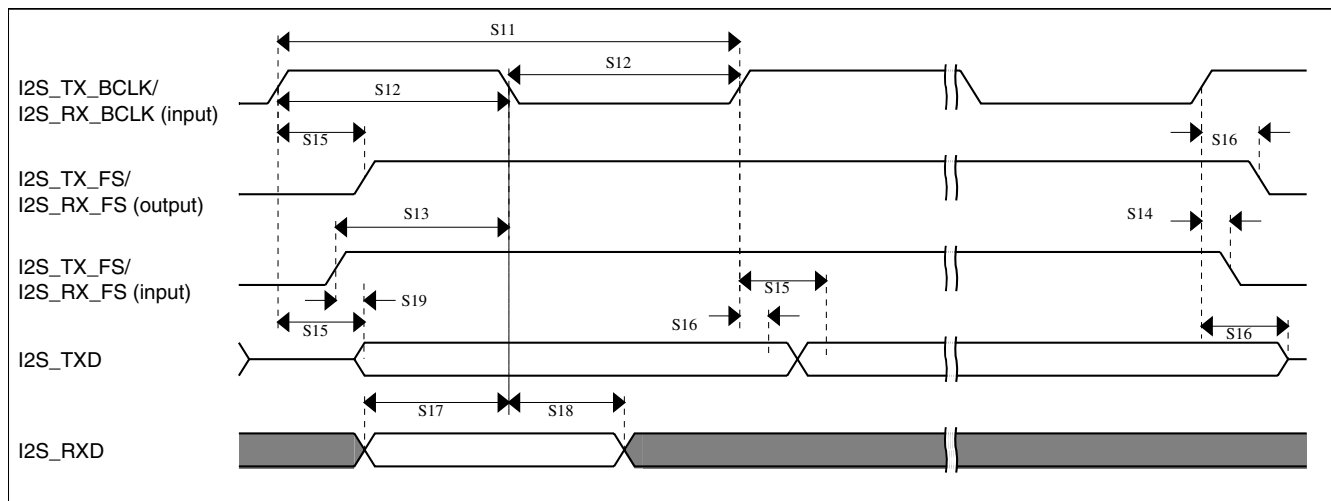 S11
S12
I2S_TX_BCLK/
I2S_RX_BCLK (input)
S12
S15
S16
I2S_TX_FS/
I2S_RX_FS (output)
S13
S14
I2S_TX_FS/
I2S_RX_FS (input)
S15
S19
S16
S15
S16
I2S_TXD
S17
S18
I2S_RXD